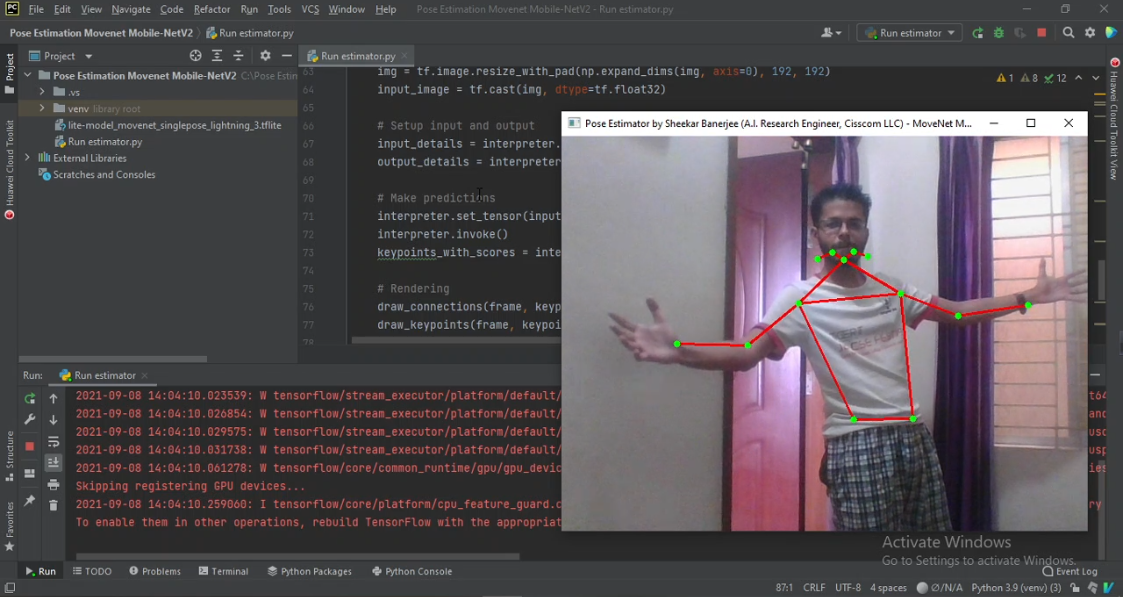 PC File Edit View Navigate Code Refactor Run Tools VCS Window Help Pose Estimation Movenet Mobile-NetV2 - Run estimator.py
Pose Estimation Movenet Mobile-NetV2 Run estimator.py Run estimator
Project
Project
Run estimator.py
Pose Estimation Movenet Mobile-NetV2 C:\Pose Estin
.vs
venv library root
lite-model_movenet_singlepose_lightning_3.tflite
Run estimator.py
External Libraries
Scratches and Consoles
Huawei Cloud Toolkit
Structure
Favorites
63 img = tf.image.resize_with_pad(np.expand_dims(img, axis=0), 192, 192)
64 input_image = tf.cast(img, dtype=tf.float32)
65
66 # Setup input and output
67 input_details = interpreter.
68 output_details = interpreter
69
70 # Make predictions
71 interpreter.set_tensor(input
72 interpreter.invoke()
73 keypoints_with_scores = inte
74
75 # Rendering
76 draw_connections(frame, keyp
77 draw_keypoints(frame, keypoi
78
1 8 12
Huawei Cloud Toolkit View
Pose Estimator by Sheekar Banerjee (A.I. Research Engineer, Cisscom LLC) - MoveNet M...
Run: Run estimator
2021-09-08 14:04:10.023539: W tensorflow/stream_executor/platform/default/
2021-09-08 14:04:10.026854: W tensorflow/stream_executor/platform/default/
2021-09-08 14:04:10.029575: W tensorflow/stream_executor/platform/default/
2021-09-08 14:04:10.031738: W tensorflow/stream_executor/platform/default/
2021-09-08 14:04:10.061278: W tensorflow/core/common_runtime/gpu/gpu_devic
Skipping registering GPU devices...
2021-09-08 14:04:10.259060: I tensorflow/core/platform/cpu_feature_guard.c
To enable them in other operations, rebuild TensorFlow with the appropriat
Activate Windows
Go to Settings to activate Windows.
Run TODO Problems Terminal Python Packages Python Console Event Log
87:1 CRLF UTF-8 4 spaces N/A Python 3.9 (venv) (3)